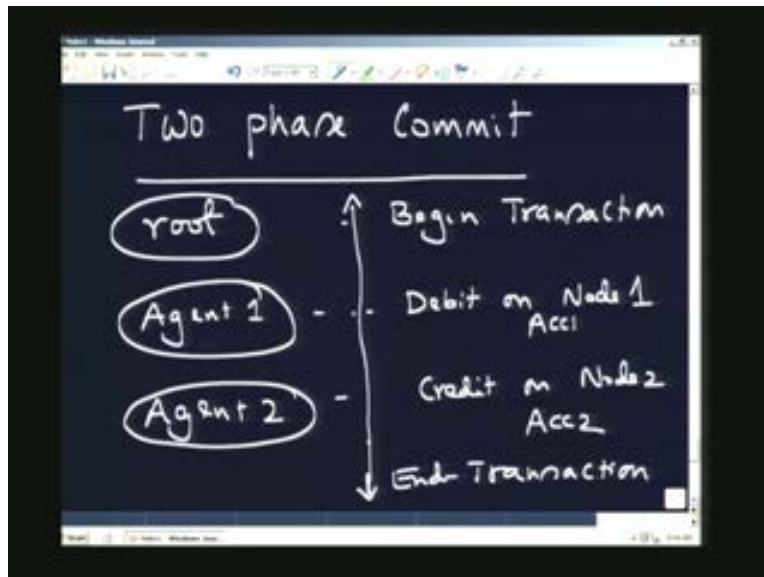 Two phase Commit
root
Begin Transaction
Agent 1
Debit on Node 1
Acc1
Agent 2
Credit on Node 2
Acc2
End Transaction